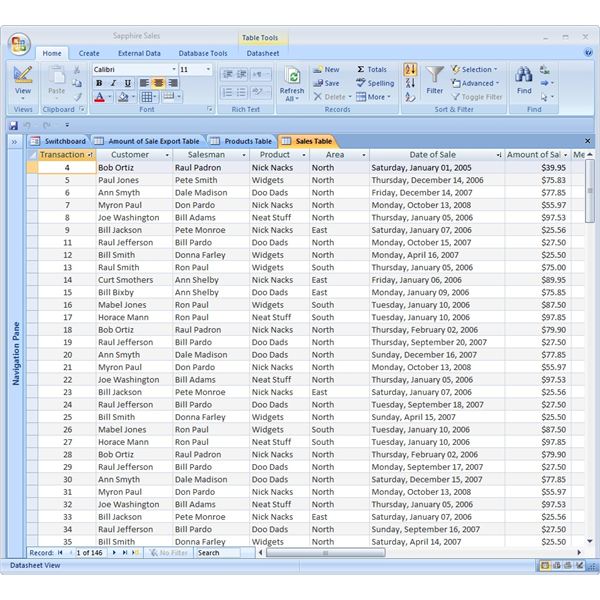 Sapphire Sales Table Tools
Home Create External Data Database Tools Datasheet
View Paste Calibri 11 Refresh All New Save Delete Totals Spelling More Filter Selection Advanced Toggle Filter Find
Views Clipboard Font Rich Text Records Sort & Filter Find
Switchboard Amount of Sale Export Table Products Table Sales Table
Transaction Customer Salesman Product Area Date of Sale Amount of Sal Me
4 Bob Ortiz Raul Padron Nick Nacks North Saturday, January 01, 2005 $39.95
5 Paul Jones Pete Smith Widgets North Thursday, December 14, 2006 $75.83
6 Ann Smyth Dale Madison Doo Dads North Friday, December 14, 2007 $77.85
7 Myron Paul Don Pardo Nick Nacks North Monday, October 13, 2008 $55.97
8 Joe Washington Bill Adams Neat Stuff North Thursday, January 05, 2006 $97.53
9 Bill Jackson Pete Monroe Nick Nacks East Saturday, January 07, 2006 $25.56
11 Raul Jefferson Bill Pardo Doo Dads North Monday, October 15, 2007 $27.50
12 Bill Smith Donna Farley Widgets North Monday, April 16, 2007 $25.50
13 Raul Smith Ron Paul Widgets South Thursday, January 05, 2006 $75.00
14 Curt Smothers Ann Shelby Nick Nacks East Friday, January 06, 2006 $89.95
15 Bill Bixby Ann Shelby Doo Dads East Monday, January 09, 2006 $75.85
16 Mabel Jones Ron Paul Widgets South Tuesday, January 10, 2006 $87.50
17 Horace Mann Ron Paul Neat Stuff South Tuesday, January 10, 2006 $97.85
18 Bob Ortiz Raul Padron Nick Nacks North Thursday, February 02, 2006 $79.90
19 Raul Jefferson Bill Pardo Doo Dads North Thursday, September 20, 2007 $27.50
20 Ann Smyth Dale Madison Doo Dads North Sunday, December 16, 2007 $77.85
21 Myron Paul Don Pardo Nick Nacks North Monday, October 13, 2008 $55.97
22 Joe Washington Bill Adams Neat Stuff North Thursday, January 05, 2006 $97.53
23 Bill Jackson Pete Monroe Nick Nacks East Saturday, January 07, 2006 $25.56
24 Raul Jefferson Bill Pardo Doo Dads North Tuesday, September 18, 2007 $27.50
25 Bill Smith Donna Farley Widgets North Sunday, April 15, 2007 $25.50
26 Mabel Jones Ron Paul Widgets South Tuesday, January 10, 2006 $87.50
27 Horace Mann Ron Paul Neat Stuff South Tuesday, January 10, 2006 $97.85
28 Bob Ortiz Raul Padron Nick Nacks North Thursday, February 02, 2006 $79.90
29 Raul Jefferson Bill Pardo Doo Dads North Monday, September 17, 2007 $27.50
30 Ann Smyth Dale Madison Doo Dads North Saturday, December 15, 2007 $77.85
31 Myron Paul Don Pardo Nick Nacks North Monday, October 13, 2008 $55.97
32 Joe Washington Bill Adams Neat Stuff North Thursday, January 05, 2006 $97.53
33 Bill Jackson Pete Monroe Nick Nacks East Saturday, January 07, 2006 $25.56
34 Raul Jefferson Bill Pardo Doo Dads North Sunday, September 16, 2007 $27.50
35 Bill Smith Donna Farley Widgets North Saturday, April 14, 2007 $25.50
Navigation Pane
Record: 1 of 146 No Filter Search
Datasheet View